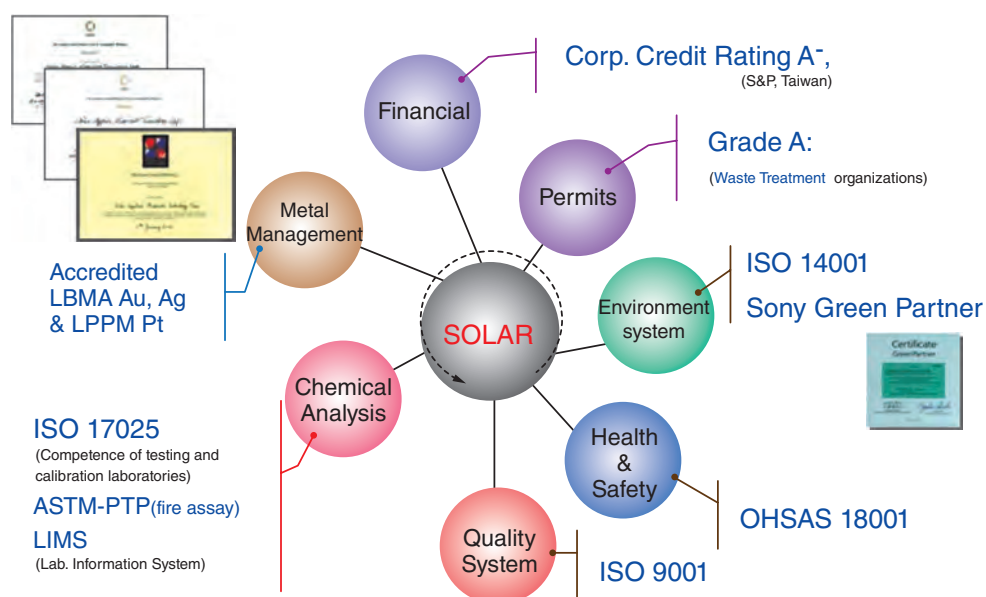 Financial
Corp. Credit Rating A-,
(S&P, Taiwan)
Permits
Grade A:
(Waste Treatment organizations)
Metal
Management
Accredited
LBMA Au, Ag
& LPPM Pt
SOLAR
Environment
system
ISO 14001
Sony Green Partner
Certificate
Green Partner
Chemical
Analysis
ISO 17025
(Competence of testing and
calibration laboratories)
ASTM-PTP(fire assay)
LIMS
(Lab. Information System)
Health
&
Safety
OHSAS 18001
Quality
System
ISO 9001